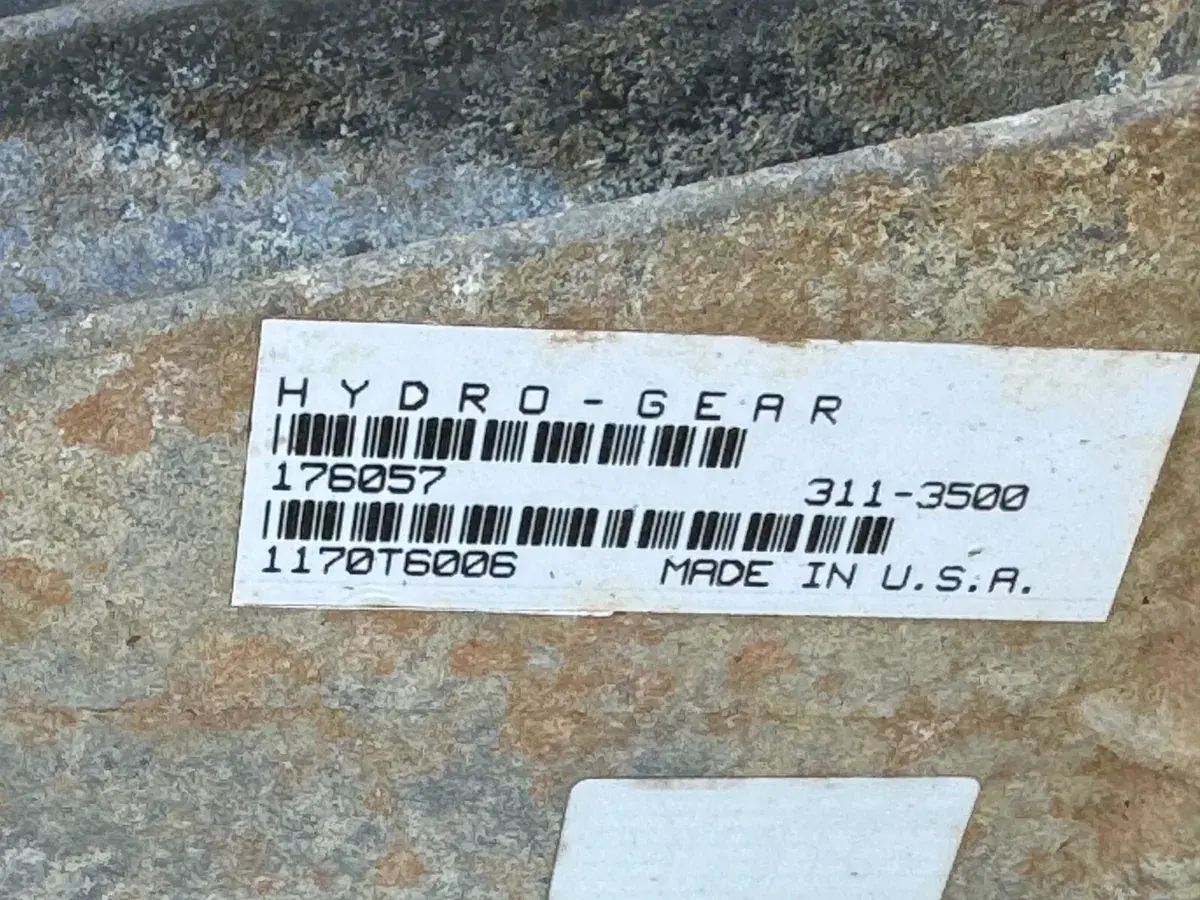 HYDRO-GEAR
176057 311-3500
1170T6006 MADE IN U.S.A.